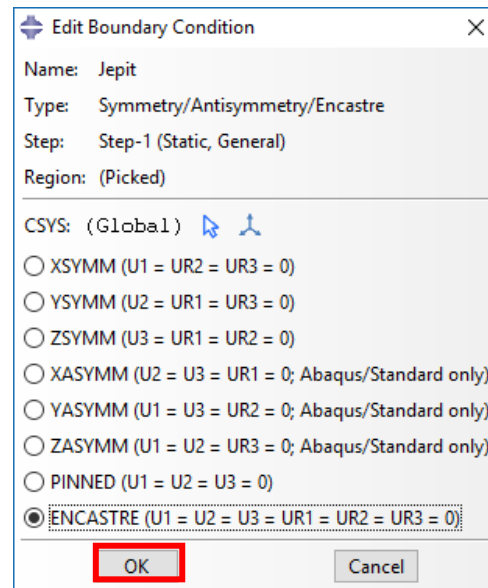 Edit Boundary Condition
Name: Jepit
Type: Symmetry/Antisymmetry/Encastre
Step: Step-1 (Static, General)
Region: (Picked)
CSYS: (Global)
XSYMM (U1 = UR2 = UR3 = 0)
YSYMM (U2 = UR1 = UR3 = 0)
ZSYMM (U3 = UR1 = UR2 = 0)
XASYMM (U2 = U3 = UR1 = 0; Abaqus/Standard only)
YASYMM (U1 = U3 = UR2 = 0; Abaqus/Standard only)
ZASYMM (U1 = U2 = UR3 = 0; Abaqus/Standard only)
PINNED (U1 = U2 = U3 = 0)
ENCASTRE (U1 = U2 = U3 = UR1 = UR2 = UR3 = 0)
OK Cancel